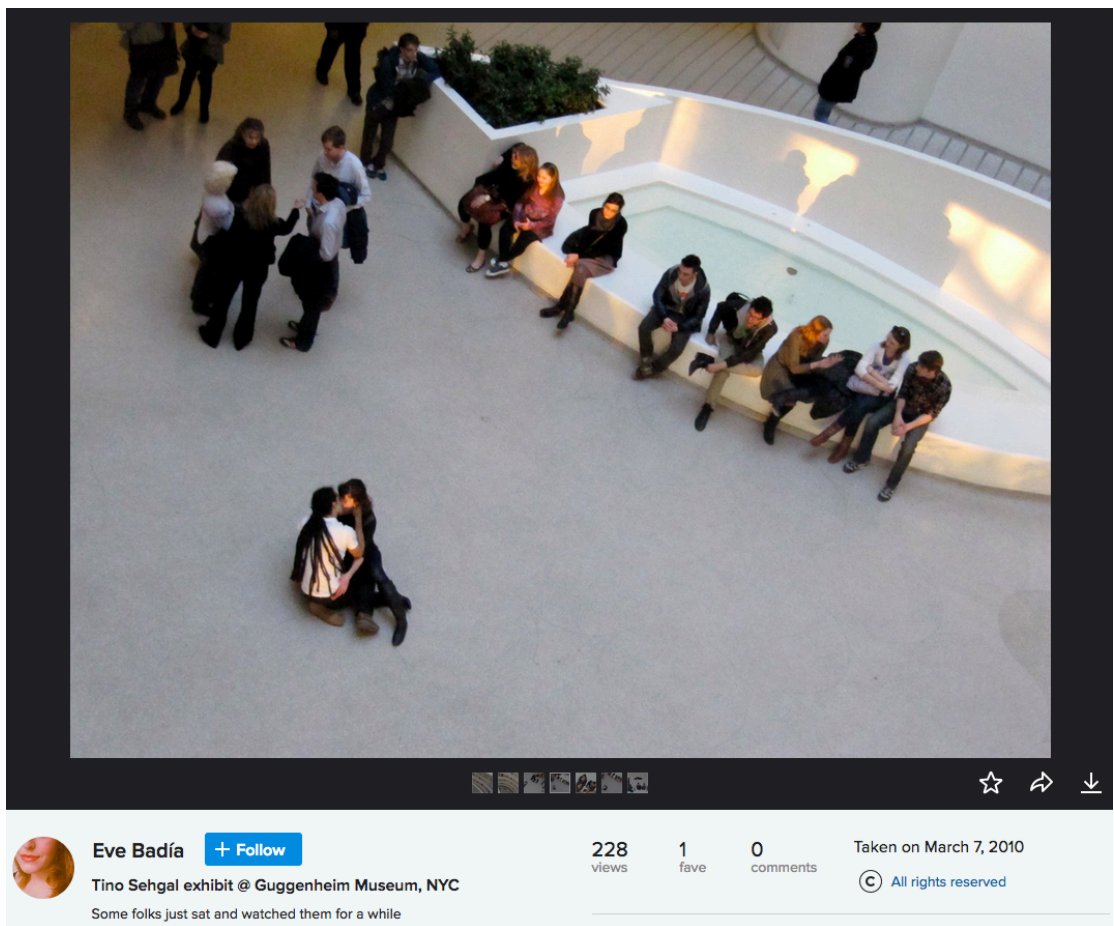 Eve Badía
+ Follow
Tino Sehgal exhibit @ Guggenheim Museum, NYC
Some folks just sat and watched them for a while
228
views
1
fave
0
comments
Taken on March 7, 2010
© All rights reserved